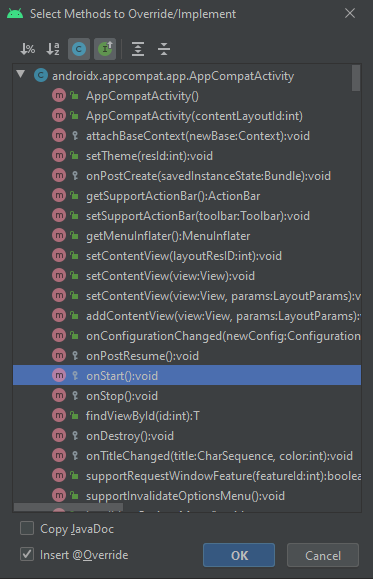 Select Methods to Override/Implement
androidx.appcompat.app.AppCompatActivity
AppCompatActivity()
AppCompatActivity(contentLayoutId:int)
attachBaseContext(newBase:Context):void
setTheme(resId:int):void
onPostCreate(savedInstanceState:Bundle):void
getSupportActionBar():ActionBar
setSupportActionBar(toolbar:Toolbar):void
getMenuInflater():MenuInflater
setContentView(layoutResID:int):void
setContentView(view:View):void
setContentView(view:View, params:LayoutParams):v
addContentView(view:View, params:LayoutParams):v
onConfigurationChanged(newConfig:Configuration
onPostResume():void
onStart():void
onStop():void
findViewById(id:int):T
onDestroy():void
onTitleChanged(title:CharSequence, color:int):void
supportRequestWindowFeature(featureId:int):boolea
supportInvalidateOptionsMenu():void
Copy JavaDoc
Insert @Override
OK
Cancel